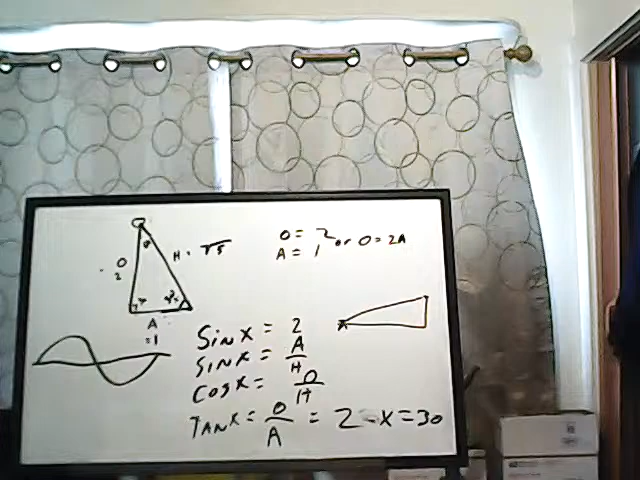 O = 2
A = 1 or O = 2A
H = √5
O
2
A
=1
Sin x = 2
Sin x = A/H
Cos x = O/H
Tan x = O/A = 2 - x = 30